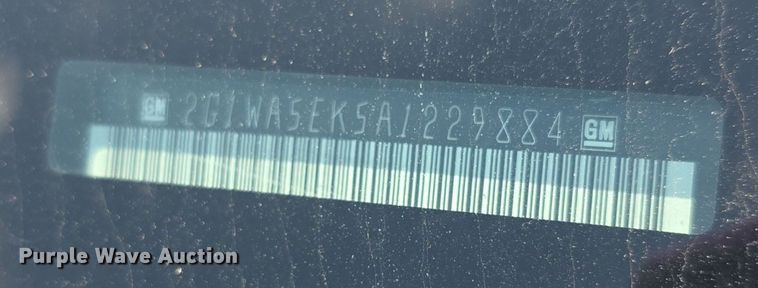 GM 2G1WA5EK5A1229884 GM
Purple Wave Auction